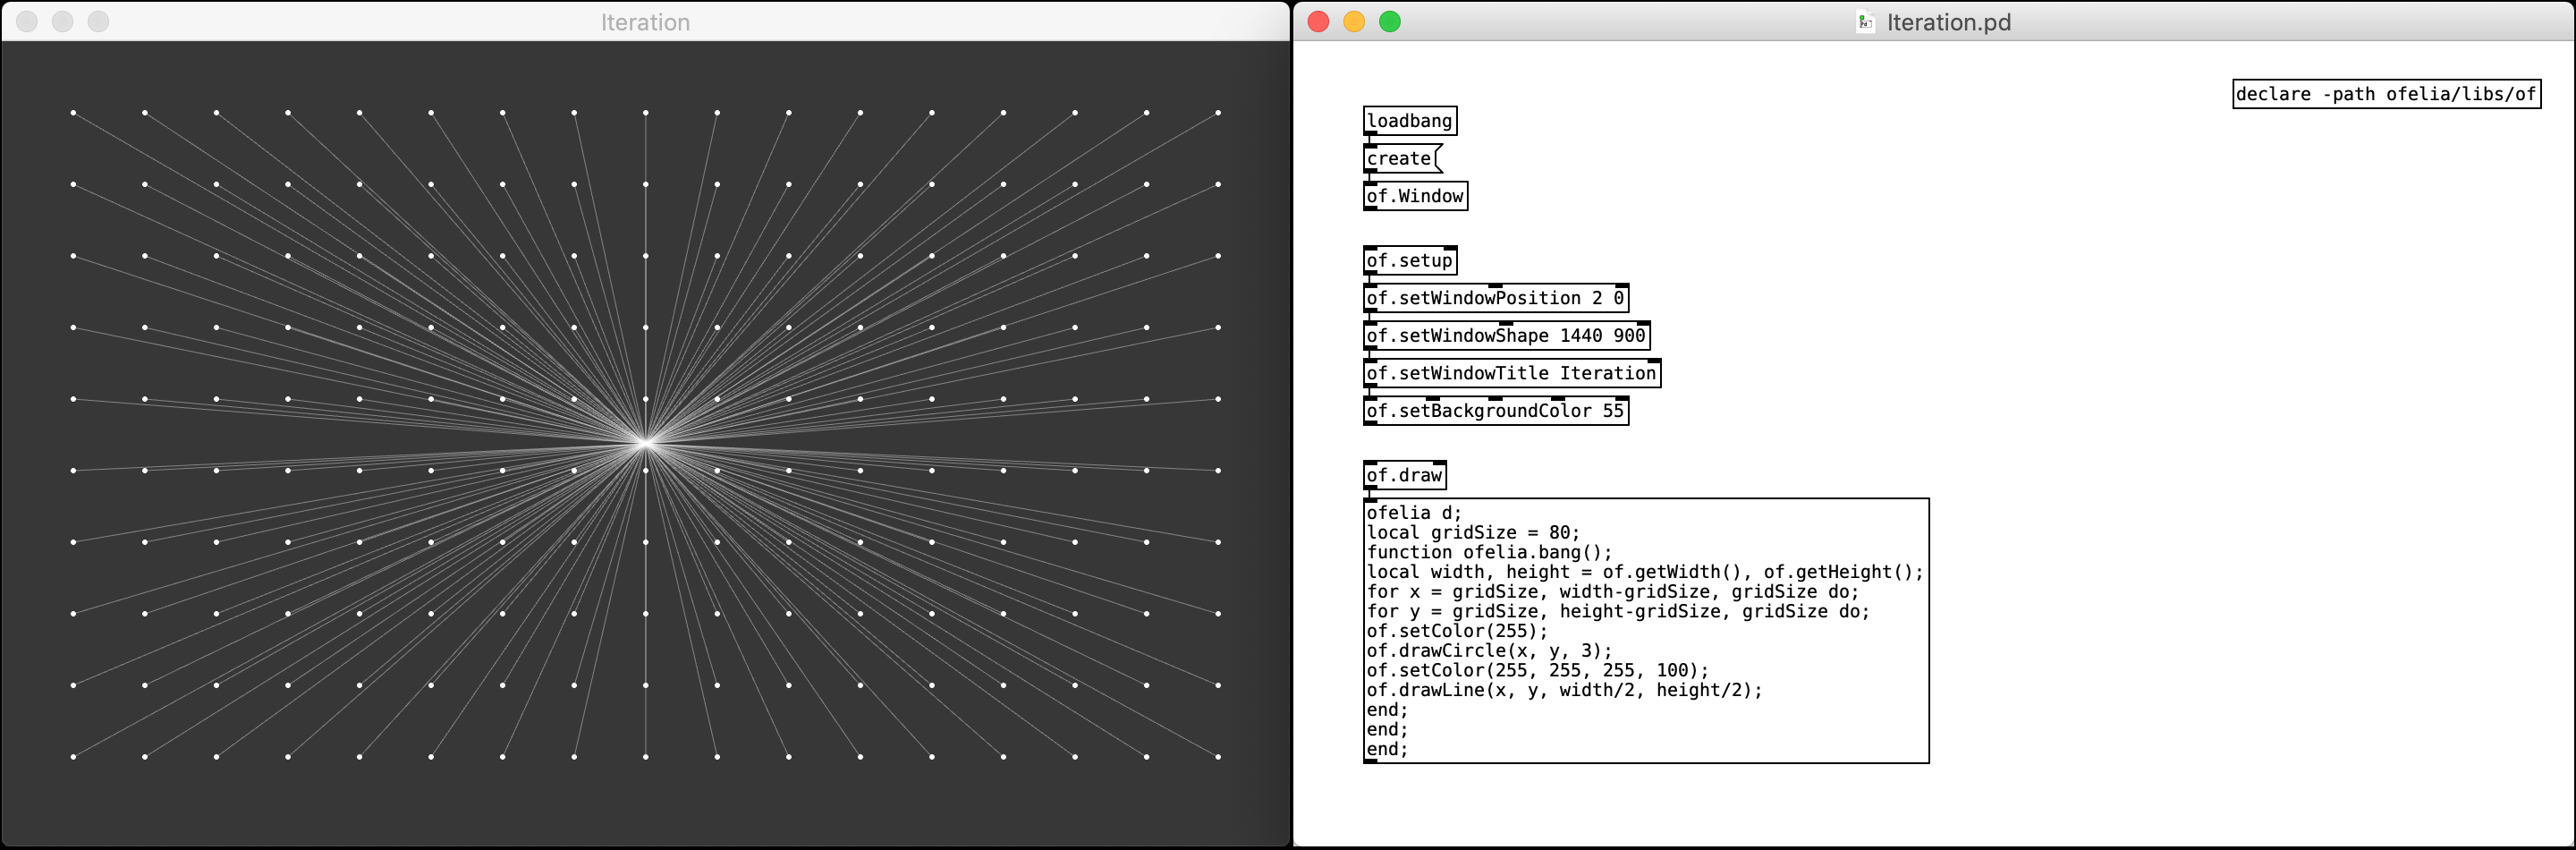 Iteration
Iteration.pd
declare -path ofelia/libs/of
loadbang
create
of.Window
of.setup
of.setWindowPosition 2 0
of.setWindowShape 1440 900
of.setWindowTitle Iteration
of.setBackgroundColor 55
of.draw
ofelia d;
local gridSize = 80;
function ofelia.bang();
local width, height = of.getWidth(), of.getHeight();
for x = gridSize, width-gridSize, gridSize do;
for y = gridSize, height-gridSize, gridSize do;
of.setColor(255);
of.drawCircle(x, y, 3);
of.setColor(255, 255, 255, 100);
of.drawLine(x, y, width/2, height/2);
end;
end;
end;